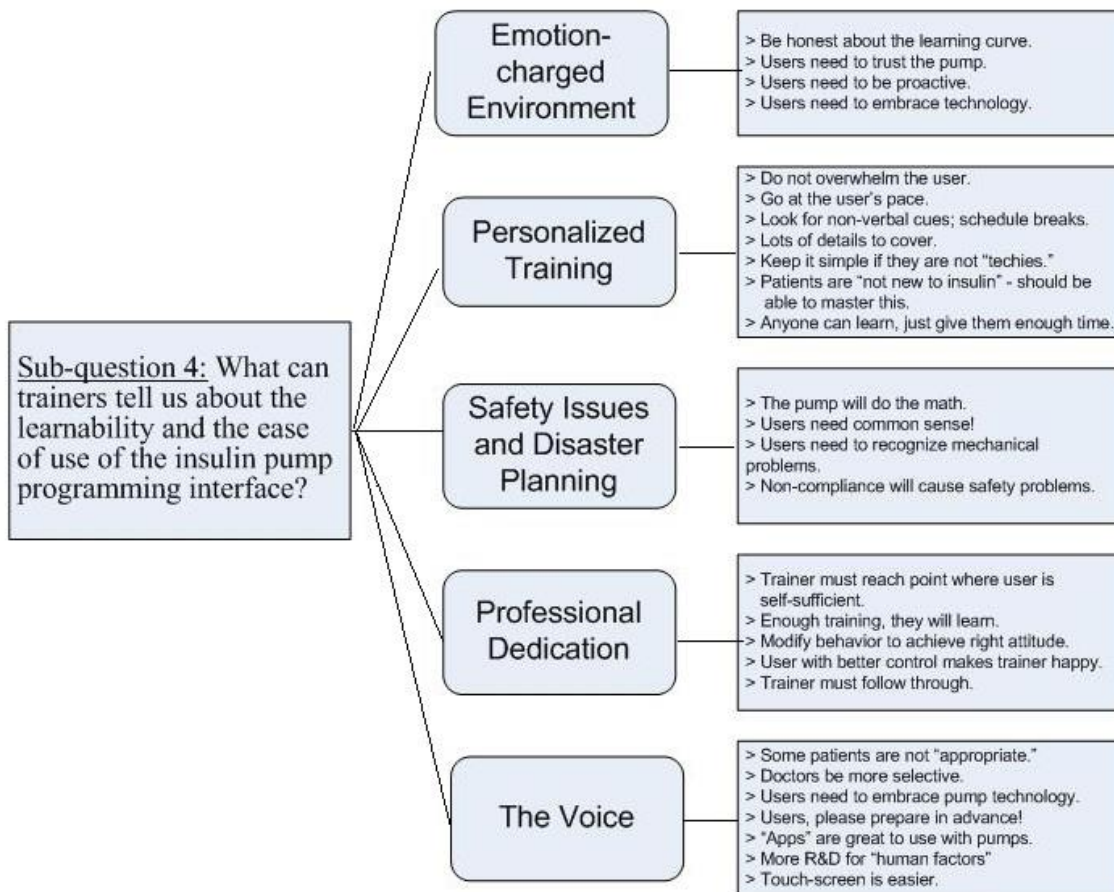 Sub-question 4: What can
trainers tell us about the
learnability and the ease
of use of the insulin pump
programming interface?
Emotion-
charged
Environment
> Be honest about the learning curve.
> Users need to trust the pump.
> Users need to be proactive.
> Users need to embrace technology.
Personalized
Training
> Do not overwhelm the user.
> Go at the user's pace.
> Look for non-verbal cues; schedule breaks.
> Lots of details to cover.
> Keep it simple if they are not "techies."
> Patients are "not new to insulin" - should be
able to master this.
> Anyone can learn, just give them enough time.
Safety Issues
and Disaster
Planning
> The pump will do the math.
> Users need common sense!
> Users need to recognize mechanical
problems.
> Non-compliance will cause safety problems.
Professional
Dedication
> Trainer must reach point where user is
self-sufficient.
> Enough training, they will learn.
> Modify behavior to achieve right attitude.
> User with better control makes trainer happy.
> Trainer must follow through.
The Voice
> Some patients are not "appropriate."
> Doctors be more selective.
> Users need to embrace pump technology.
> Users, please prepare in advance!
> "Apps" are great to use with pumps.
> More R&D for "human factors"
> Touch-screen is easier.